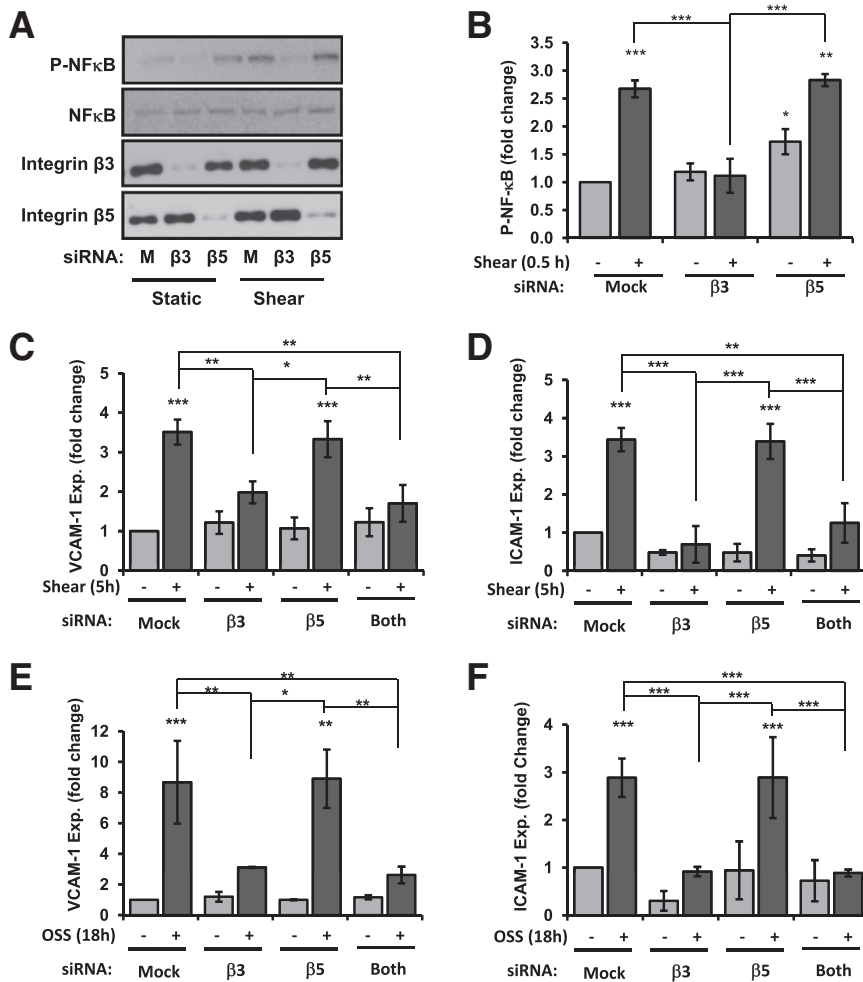 A
P-NFκB
NFκB
Integrin β3
Integrin β5
siRNA: M β3 β5 M β3 β5
Static Shear
B
P-NF-κB (fold change)
3.5
3.0
2.5
2.0
1.5
1.0
0.5
0.0
*** ***
*** * **
Shear (0.5 h) - + - + - +
siRNA: Mock β3 β5
C
VCAM-1 Exp. (fold change)
5
4
3
2
1
0
**
** * **
*** ***
Shear (5h) - + - + - + - +
siRNA: Mock β3 β5 Both
D
ICAM-1 Exp. (fold change)
5
4
3
2
1
0
**
*** *** ***
*** ***
Shear (5h) - + - + - + - +
siRNA: Mock β3 β5 Both
E
VCAM-1 Exp. (fold change)
12
10
8
6
4
2
0
**
** * **
*** **
OSS (18h) - + - + - + - +
siRNA: Mock β3 β5 Both
F
ICAM-1 Exp. (fold Change)
4
3
2
1
0
***
*** *** ***
*** ***
OSS (18h) - + - + - + - +
siRNA: Mock β3 β5 Both